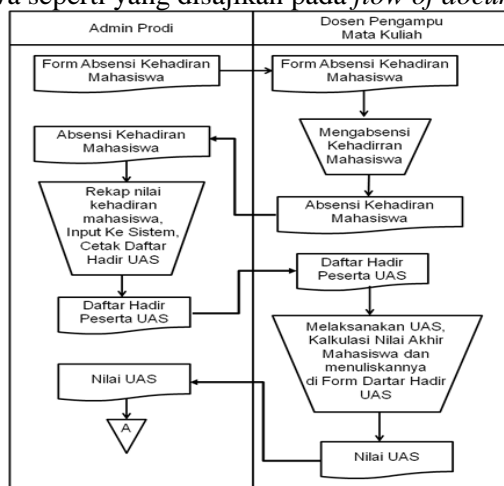 ya seperti yang disajikan pada flow of
Admin Prodi
Dosen Pengampu
Mata Kuliah
Form Absensi Kehadiran
Mahasiswa
Form Absensi Kehadiran
Mahasiswa
Mengabsensi
Kehadirran
Mahasiswa
Absensi Kehadiran
Mahasiswa
Absensi Kehadiran
Mahasiswa
Rekap nilai
kehadiran
mahasiswa,
Input Ke Sistem,
Cetak Daftar
Hadir UAS
Daftar Hadir
Peserta UAS
Daftar Hadir
Peserta UAS
Melaksanakan UAS,
Kalkulasi Nilai Akhir
Mahasiswa dan
menuliskannya
di Form Dartar Hadir
UAS
Nilai UAS
Nilai UAS
A